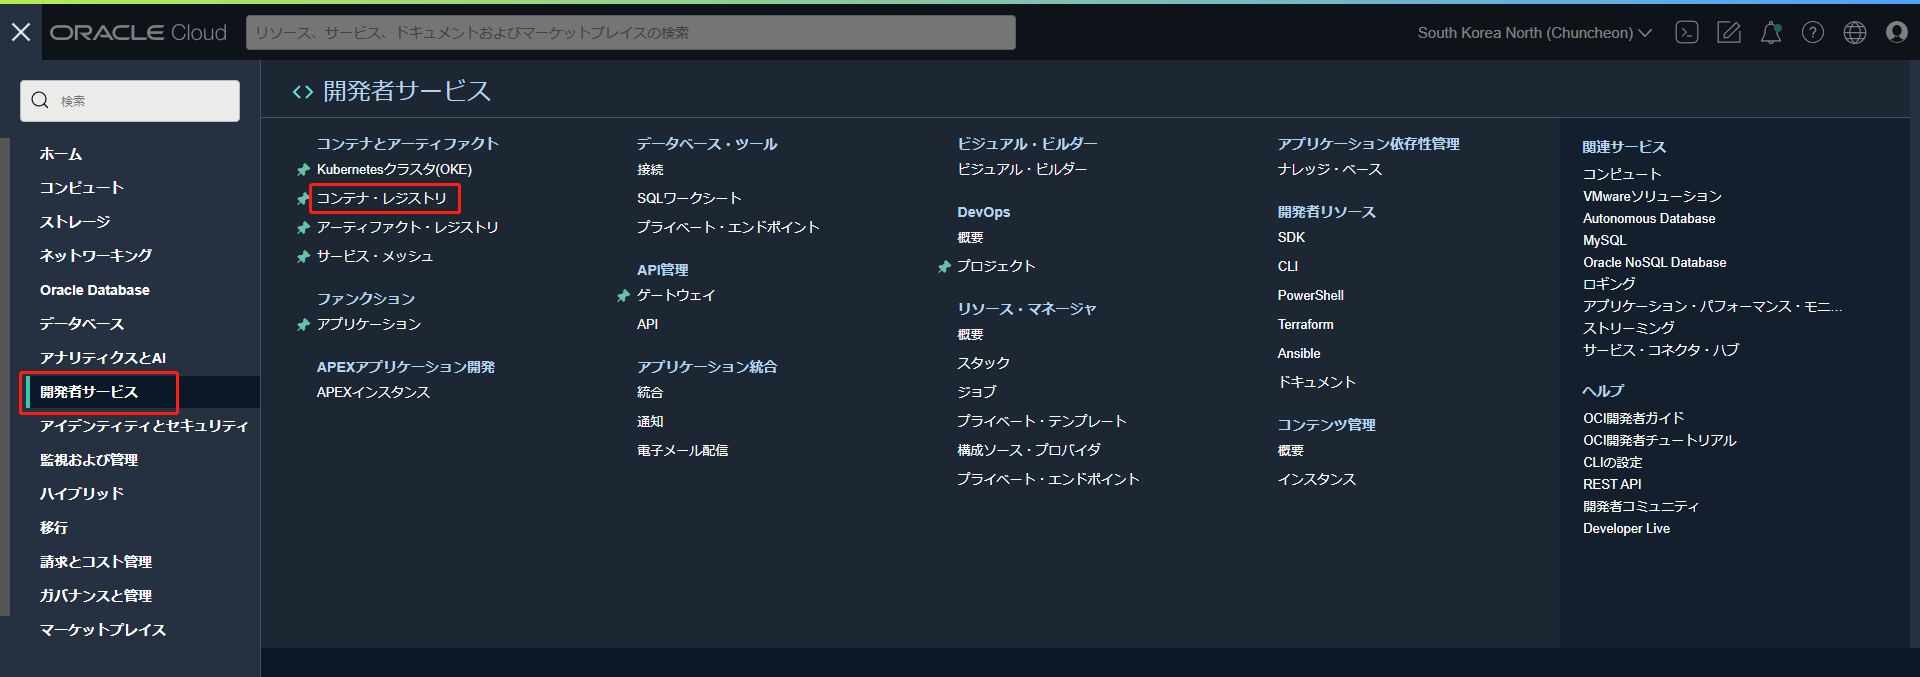 ORACLE Cloud
リソース、サービス、ドキュメントおよびマーケットプレイスの検索
South Korea North (Chuncheon)
検索
ホーム
コンピュート
ストレージ
ネットワーキング
Oracle Database
データベース
アナリティクスとAI
開発者サービス
アイデンティティとセキュリティ
監視および管理
ハイブリッド
移行
請求とコスト管理
ガバナンスと管理
マーケットプレイス
開発者サービス
コンテナとアーティファクト
Kubernetesクラスタ(OKE)
コンテナ・レジストリ
アーティファクト・レジストリ
サービス・メッシュ
ファンクション
アプリケーション
APEXアプリケーション開発
APEXインスタンス
データベース・ツール
接続
SQLワークシート
プライベート・エンドポイント
API管理
ゲートウェイ
API
アプリケーション統合
統合
通知
電子メール配信
ビジュアル・ビルダー
ビジュアル・ビルダー
DevOps
概要
プロジェクト
リソース・マネージャ
概要
スタック
ジョブ
プライベート・テンプレート
構成ソース・プロバイダ
プライベート・エンドポイント
アプリケーション依存性管理
ナレッジ・ベース
開発者リソース
SDK
CLI
PowerShell
Terraform
Ansible
ドキュメント
コンテンツ管理
概要
インスタンス
関連サービス
コンピュート
VMwareソリューション
Autonomous Database
MySQL
Oracle NoSQL Database
ロギング
アプリケーション・パフォーマンス・モニ...
ストリーミング
サービス・コネクタ・ハブ
ヘルプ
OCI開発者ガイド
OCI開発者チュートリアル
CLIの設定
REST API
開発者コミュニティ
Developer Live